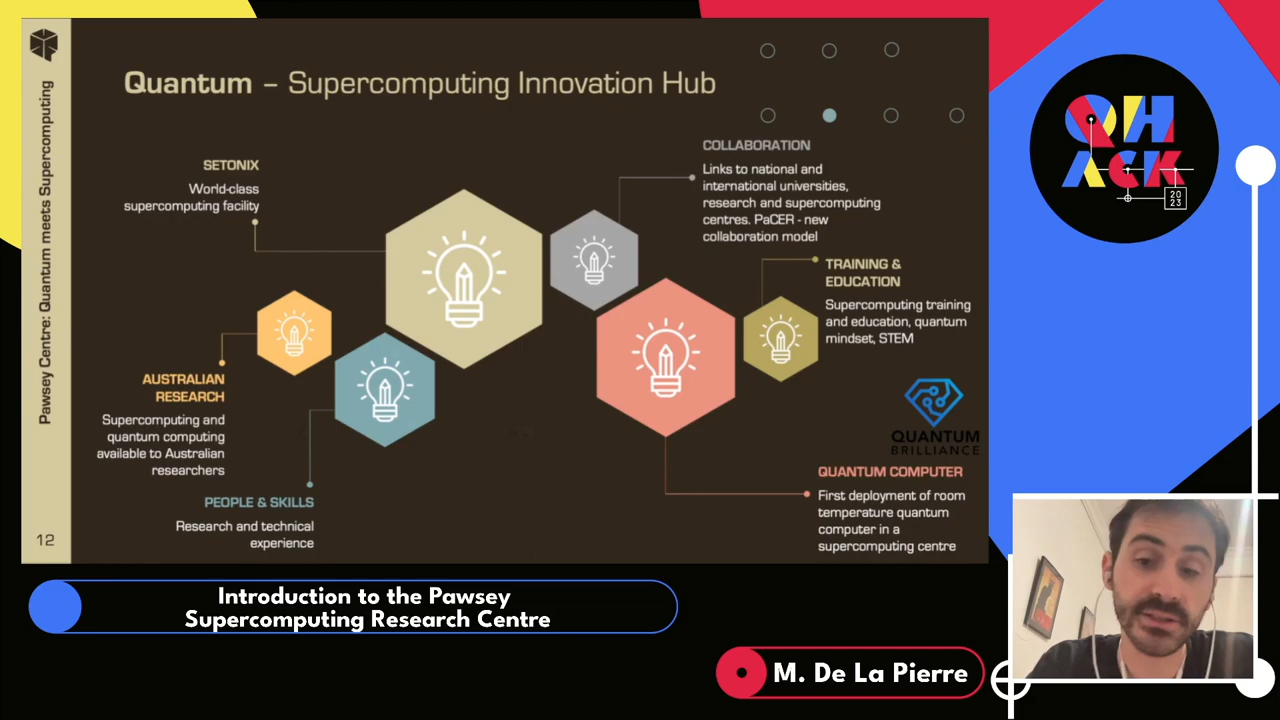 Pawsey Centre: Quantum meets Supercomputing
12
Quantum – Supercomputing Innovation Hub
SETONIX
World-class
supercomputing facility
AUSTRALIAN
RESEARCH
Supercomputing and
quantum computing
available to Australian
researchers
PEOPLE & SKILLS
Research and technical
experience
COLLABORATION
Links to national and
international universities,
research and supercomputing
centres. PaCER - new
collaboration model
TRAINING &
EDUCATION
Supercomputing training
and education, quantum
mindset, STEM
QUANTUM
BRILLIANCE
QUANTUM COMPUTER
First deployment of room
temperature quantum
computer in a
supercomputing centre
QH
ACK
20
23
Introduction to the Pawsey
Supercomputing Research Centre
M. De La Pierre